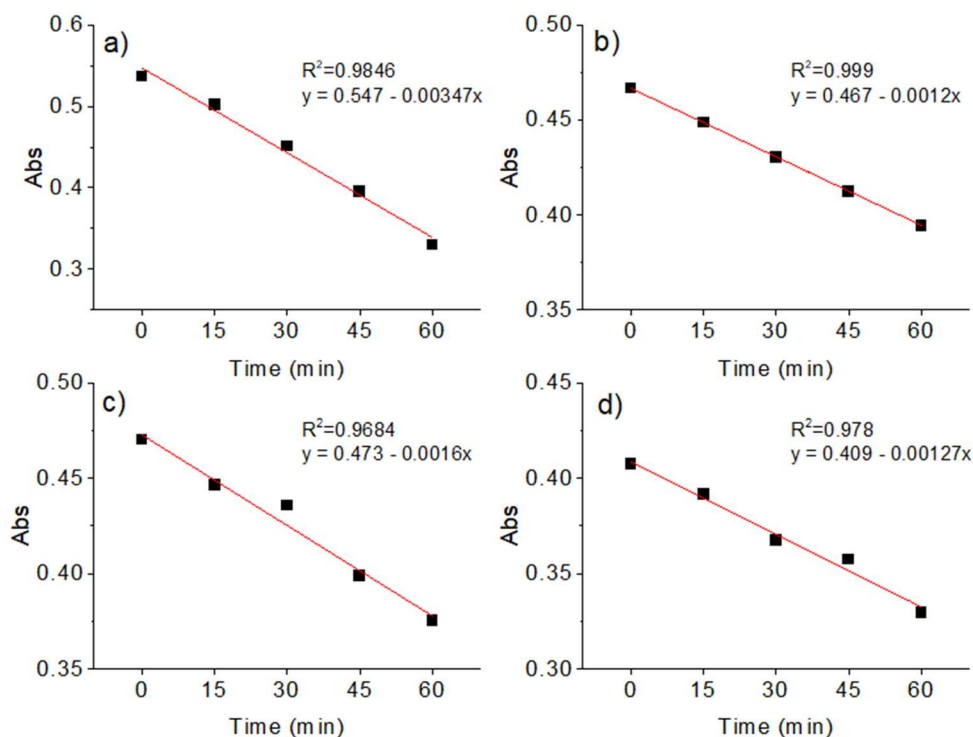 a)
R²=0.9846
y = 0.547 - 0.00347x
0.6
0.5
0.4
0.3
Abs
0 15 30 45 60
Time (min)
b)
R²=0.999
y = 0.467 - 0.0012x
0.50
0.45
0.40
0.35
Abs
0 15 30 45 60
Time (min)
c)
R²=0.9684
y = 0.473 - 0.0016x
0.50
0.45
0.40
0.35
Abs
0 15 30 45 60
Time (min)
d)
R²=0.978
y = 0.409 - 0.00127x
0.45
0.40
0.35
0.30
Abs
0 15 30 45 60
Time (min)